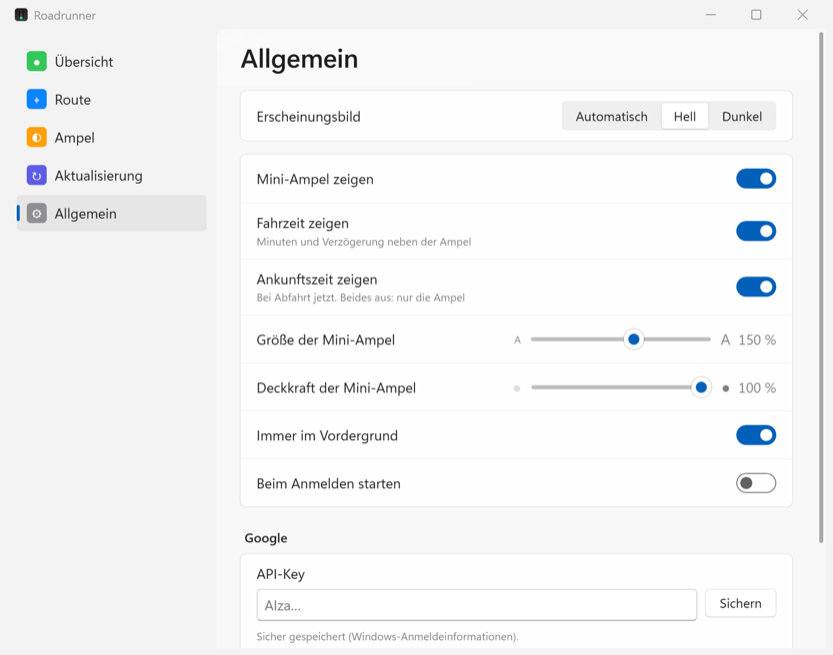 Roadrunner
Übersicht
Route
Ampel
Aktualisierung
Allgemein
Allgemein
Erscheinungsbild
Automatisch Hell Dunkel
Mini-Ampel zeigen
Fahrzeit zeigen
Minuten und Verzögerung neben der Ampel
Ankunftszeit zeigen
Bei Abfahrt jetzt. Beides aus: nur die Ampel
Größe der Mini-Ampel A A 150 %
Deckkraft der Mini-Ampel 100 %
Immer im Vordergrund
Beim Anmelden starten
Google
API-Key
AIza...
Sichern
Sicher gespeichert (Windows-Anmeldeinformationen).